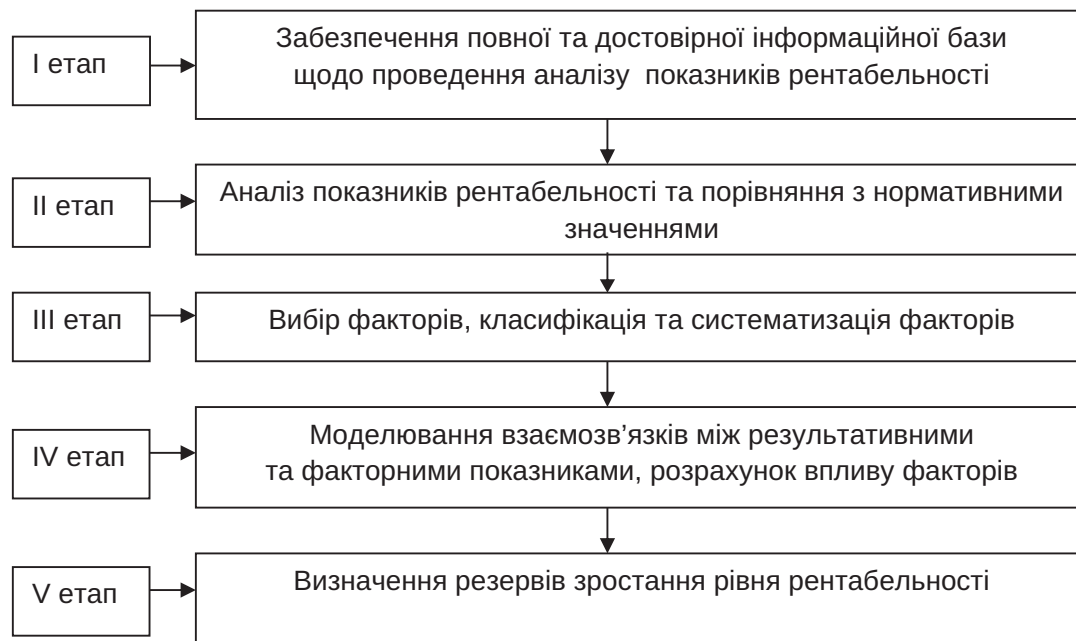 І етап
Забезпечення повної та достовірної інформаційної бази
щодо проведення аналізу показників рентабельності
ІІ етап
Аналіз показників рентабельності та порівняння з нормативними
значеннями
ІІІ етап
Вибір факторів, класифікація та систематизація факторів
IV етап
Моделювання взаємозв'язків між результативними
та факторними показниками, розрахунок впливу факторів
V етап
Визначення резервів зростання рівня рентабельності